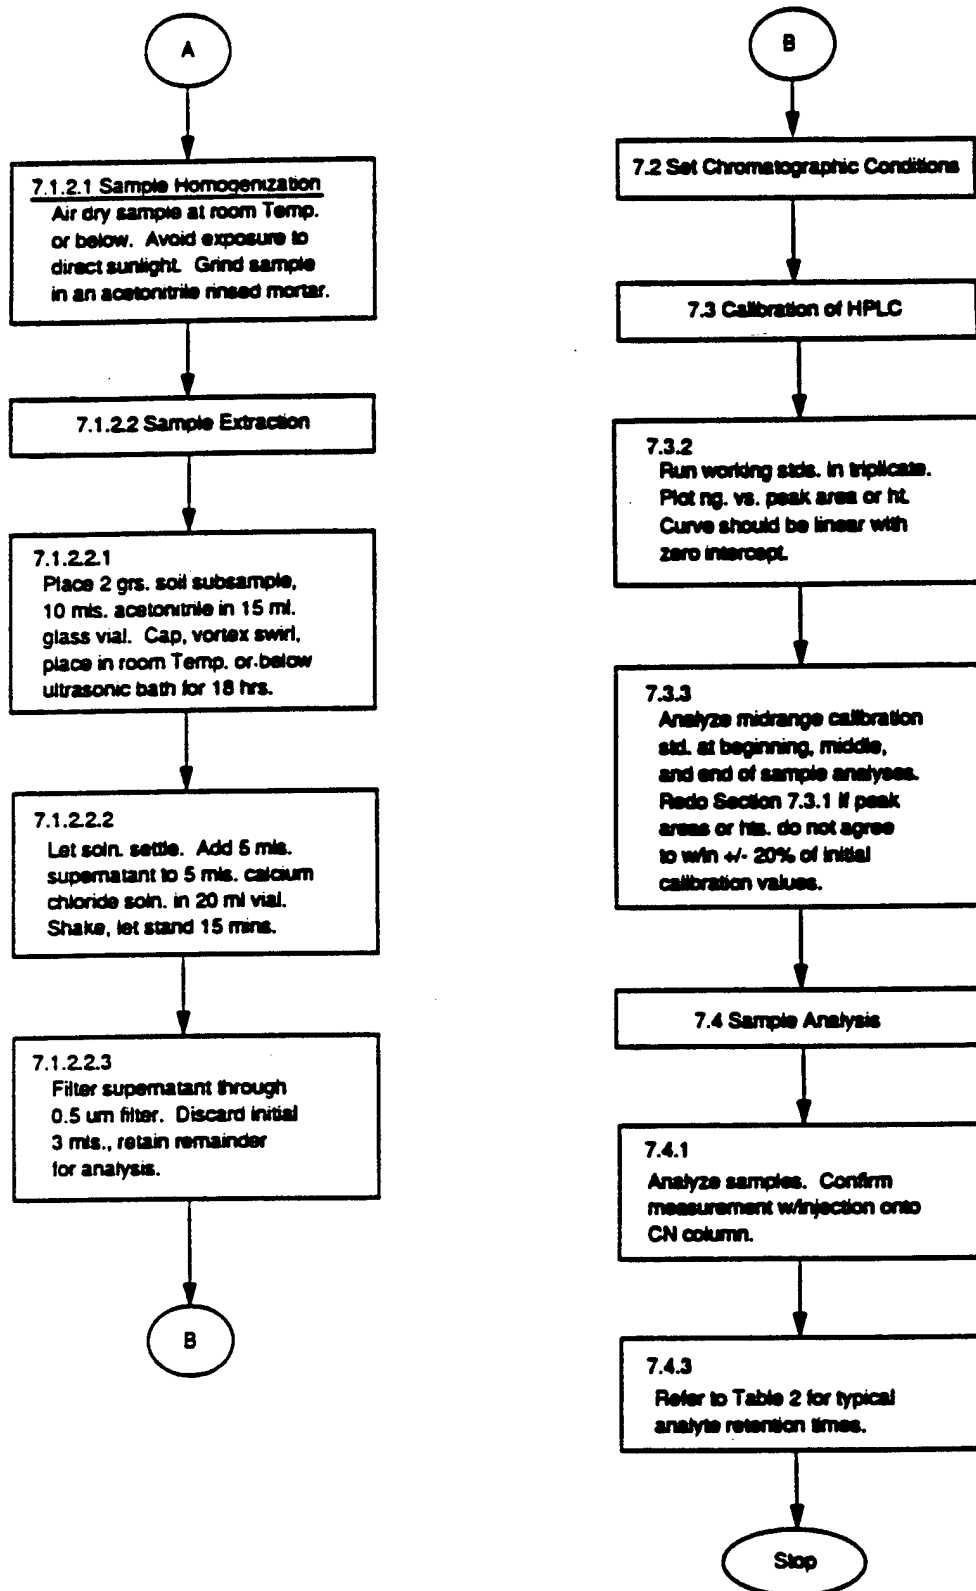 A
7.1.2.1 Sample Homogenization
Air dry sample at room Temp.
or below. Avoid exposure to
direct sunlight. Grind sample
in an acetonitrile rinsed mortar.
7.1.2.2 Sample Extraction
7.1.2.2.1
Place 2 grs. soil subsample,
10 mls. acetonitrile in 15 ml.
glass vial. Cap, vortex swirl,
place in room Temp. or below
ultrasonic bath for 18 hrs.
7.1.2.2.2
Let soln. settle. Add 5 mls.
supernatant to 5 mls. calcium
chloride soln. in 20 ml vial.
Shake, let stand 15 mins.
7.1.2.2.3
Filter supernatant through
0.5 um filter. Discard initial
3 mls., retain remainder
for analysis.
B
B
7.2 Set Chromatographic Conditions
7.3 Calibration of HPLC
7.3.2
Run working stds. in triplicate.
Plot ng. vs. peak area or ht.
Curve should be linear with
zero intercept.
7.3.3
Analyze midrange calibration
std. at beginning, middle,
and end of sample analyses.
Redo Section 7.3.1 if peak
areas or hts. do not agree
to w/in +/- 20% of initial
calibration values.
7.4 Sample Analysis
7.4.1
Analyze samples. Confirm
measurement w/injection onto
CN column.
7.4.3
Refer to Table 2 for typical
analyte retention times.
Stop